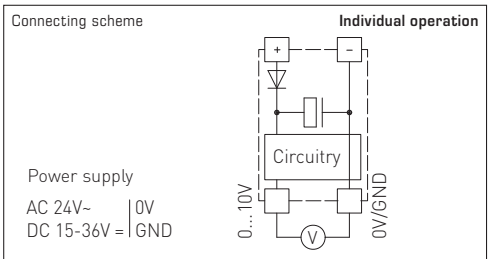 Connecting scheme
Individual operation
+
−
Circuitry
Power supply
AC 24V~ | 0V
DC 15-36V = | GND
0...10V
0V/GND
V